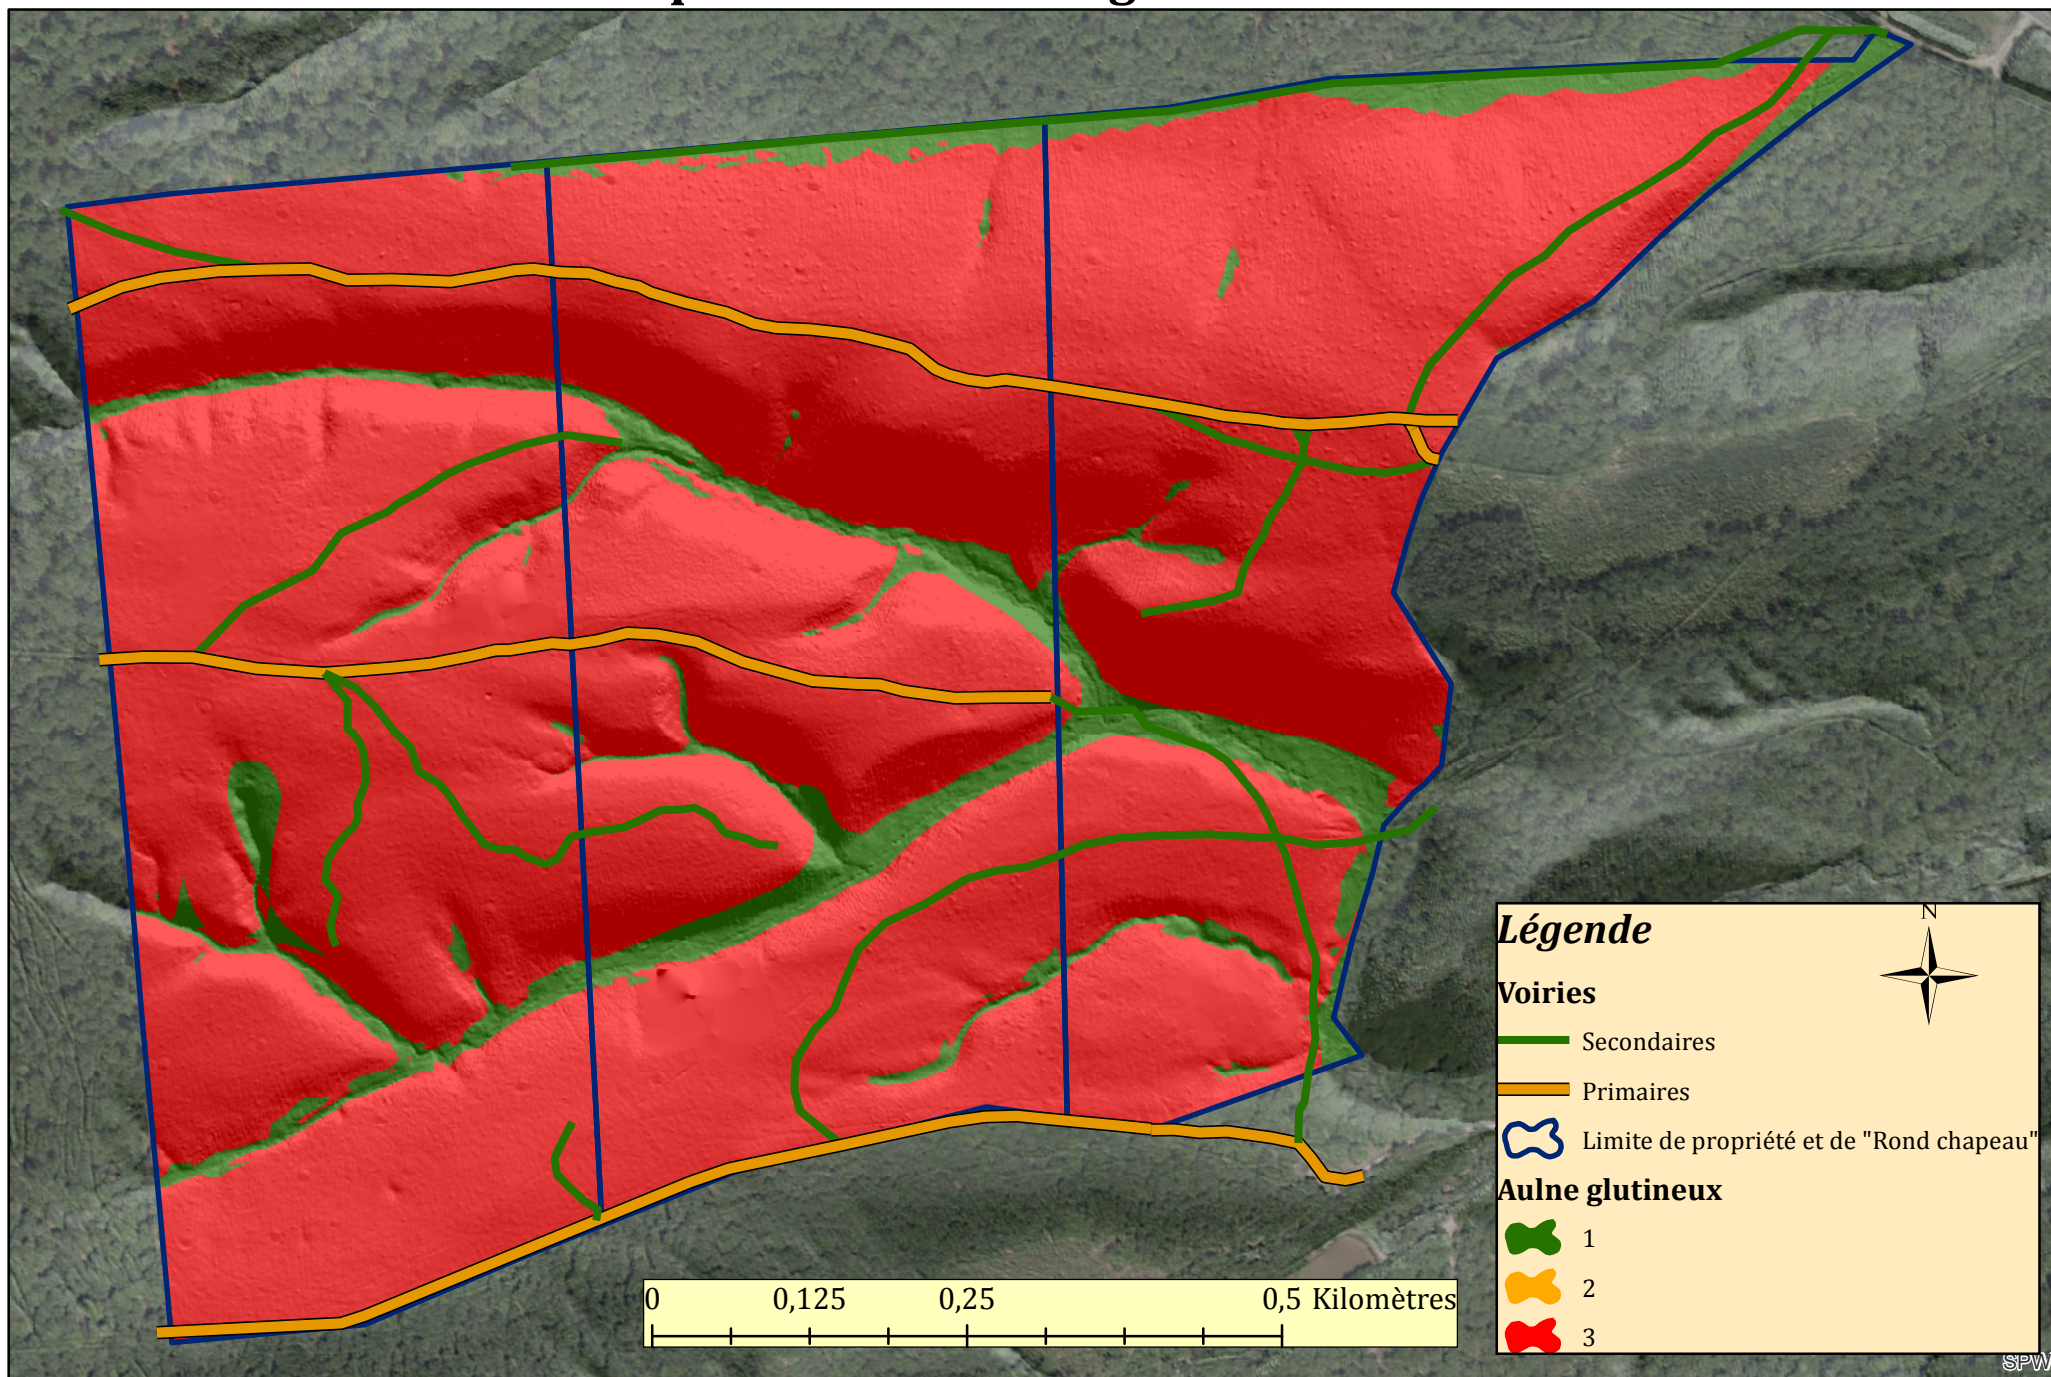 Légende
N
Voiries
Secondaires
Primaires
Limite de propriété et de "Rond chapeau"
Aulne glutineux
1
2
3
0 0,125 0,25 0,5 Kilomètres
SPW